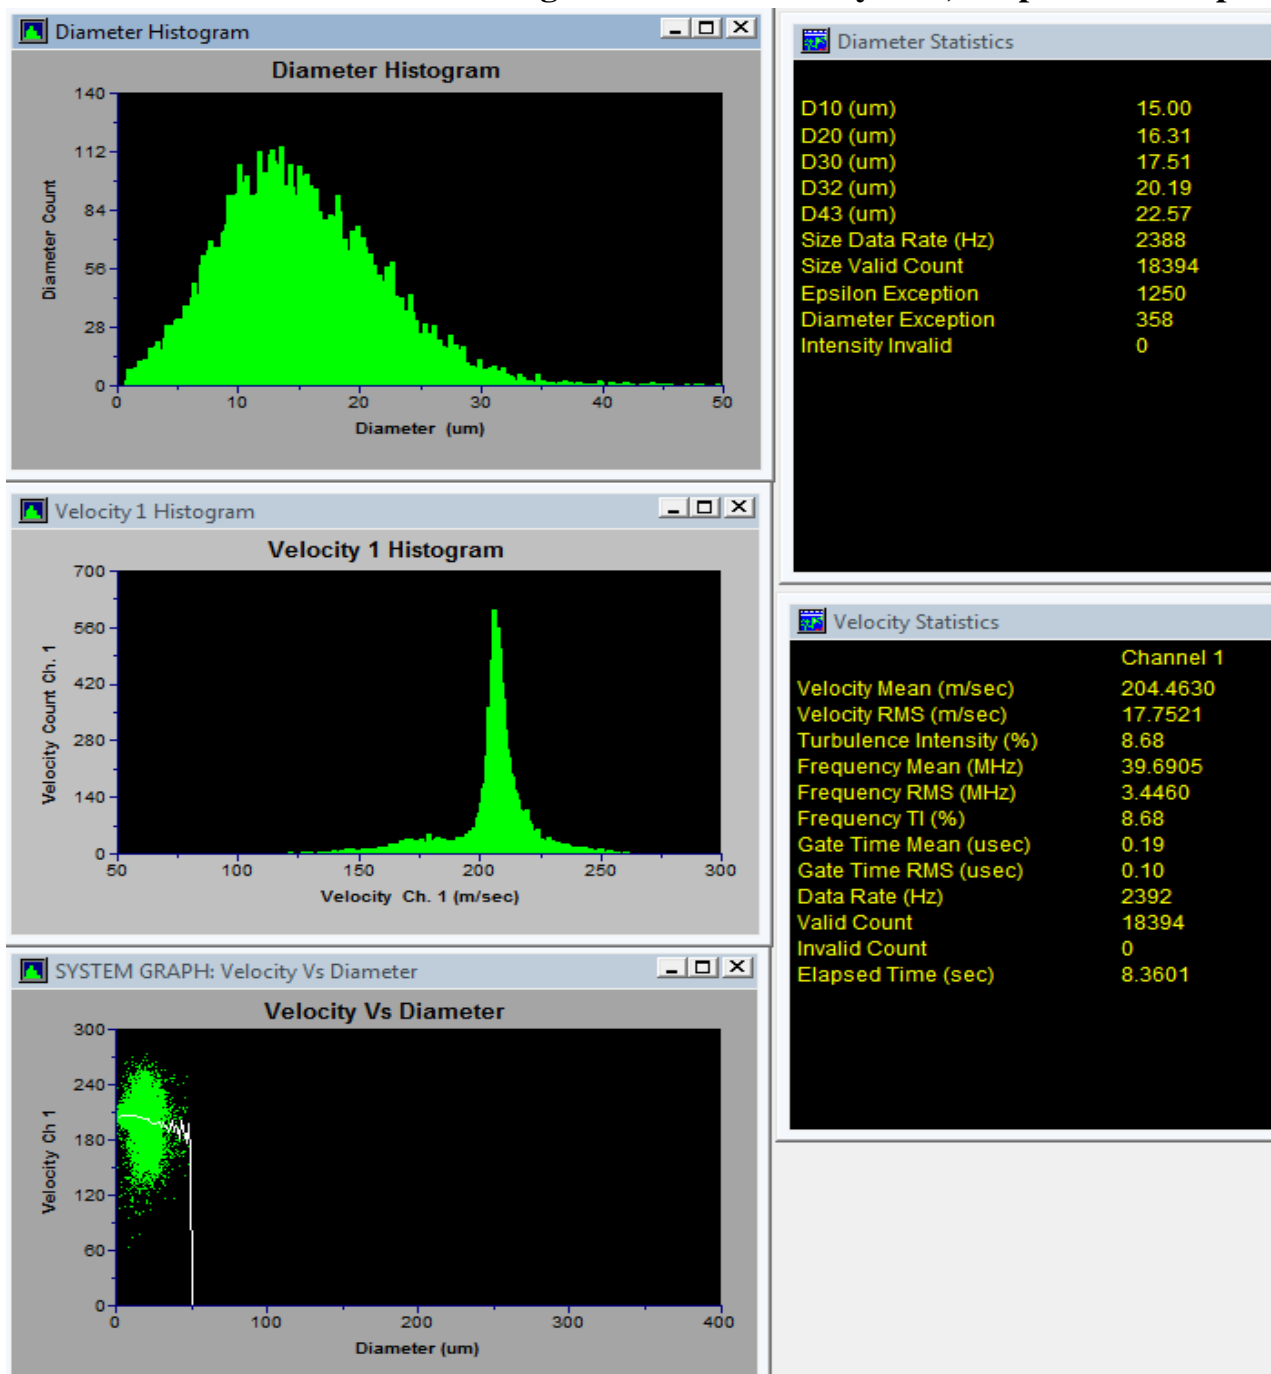 Diameter Histogram
Diameter Histogram
140
112
84
56
28
0
Diameter Count
0 10 20 30 40 50
Diameter (um)
Diameter Statistics
D10 (um) 15.00
D20 (um) 16.31
D30 (um) 17.51
D32 (um) 20.19
D43 (um) 22.57
Size Data Rate (Hz) 2388
Size Valid Count 18394
Epsilon Exception 1250
Diameter Exception 358
Intensity Invalid 0
Velocity 1 Histogram
Velocity 1 Histogram
700
560
420
280
140
0
Velocity Count Ch. 1
50 100 150 200 250 300
Velocity Ch. 1 (m/sec)
Velocity Statistics
Channel 1
Velocity Mean (m/sec) 204.4630
Velocity RMS (m/sec) 17.7521
Turbulence Intensity (%) 8.68
Frequency Mean (MHz) 39.6905
Frequency RMS (MHz) 3.4460
Frequency TI (%) 8.68
Gate Time Mean (usec) 0.19
Gate Time RMS (usec) 0.10
Data Rate (Hz) 2392
Valid Count 18394
Invalid Count 0
Elapsed Time (sec) 8.3601
SYSTEM GRAPH: Velocity Vs Diameter
Velocity Vs Diameter
300
240
180
120
60
0
Velocity Ch 1
0 100 200 300 400
Diameter (um)